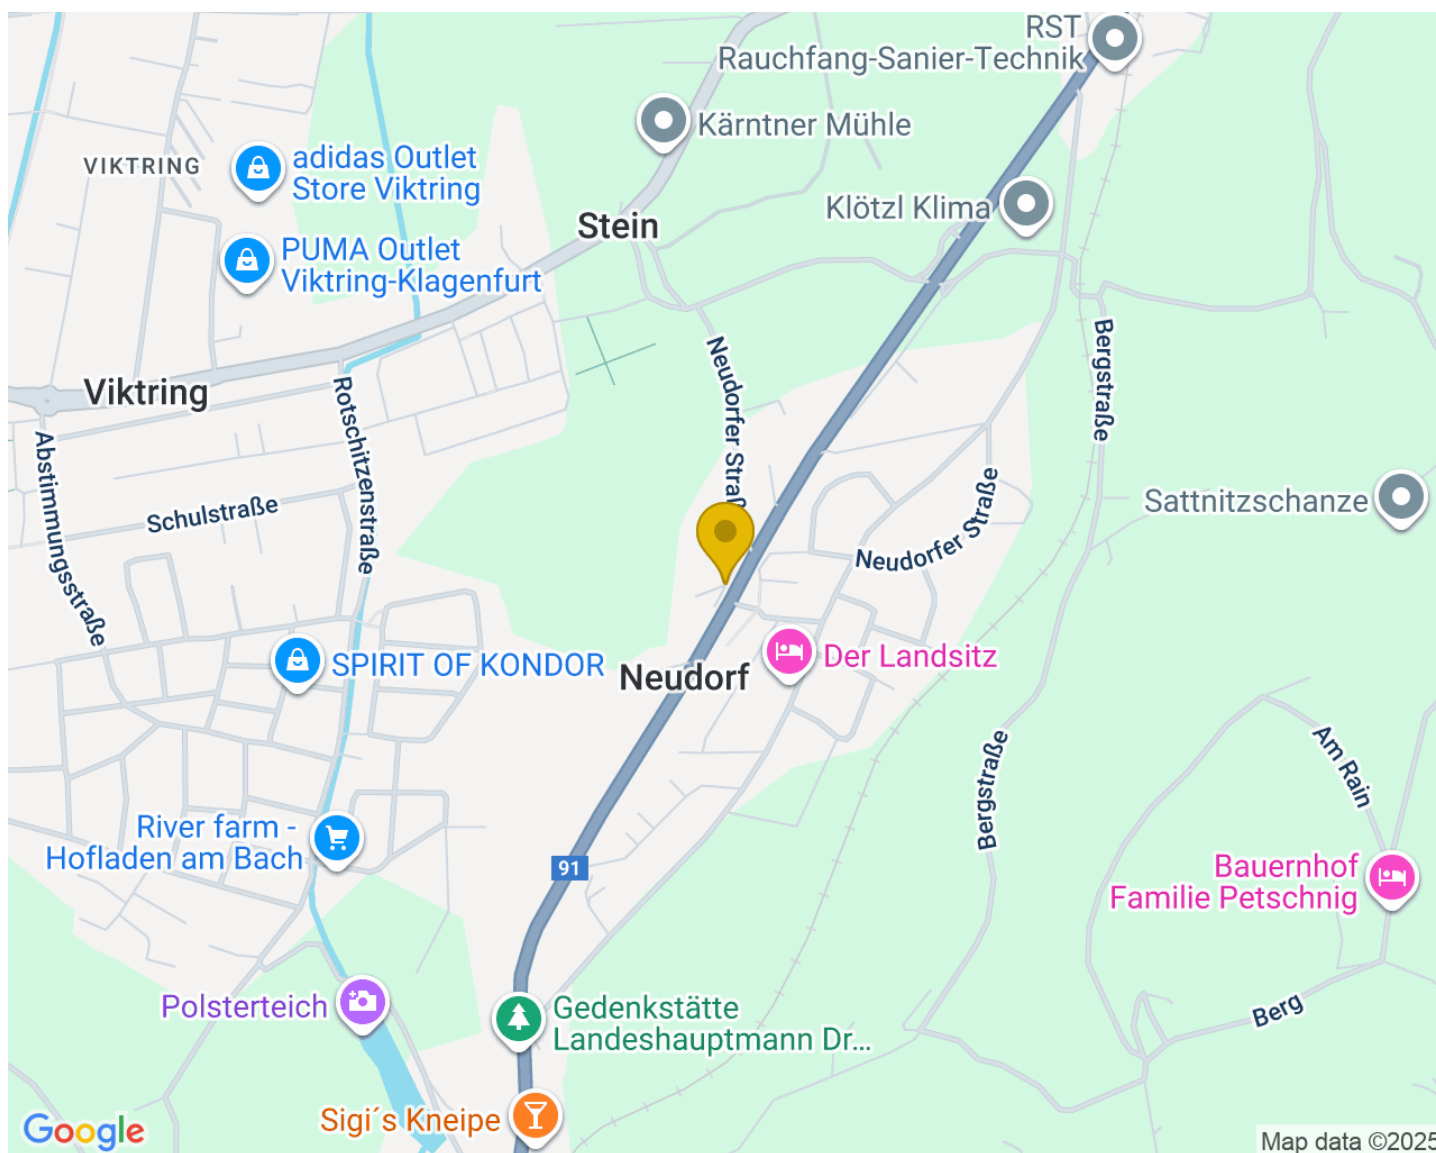 RST
Rauchfang-Sanier-Technik
Kärntner Mühle
VIKTRING
adidas Outlet
Store Viktring
Klötzl Klima
Stein
PUMA Outlet
Viktring-Klagenfurt
Bergstraße
Neudorfer Straß
Viktring
Rotschitzenstraße
Abstimmungsstraße
Schulstraße
Sattnitzschanze
Neudorfer Straße
SPIRIT OF KONDOR
Neudorf
Der Landsitz
Bergstraße
Am Rain
River farm -
Hofladen am Bach
91
Bauernhof
Familie Petschnig
Polsterteich
Gedenkstätte
Landeshauptmann Dr...
Berg
Sigi´s Kneipe
Google
Map data ©2025